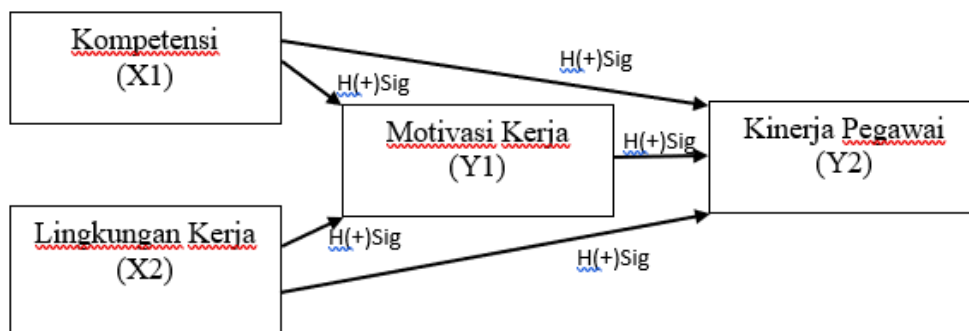 Kompetensi
(X1)
H(+)Sig
H(+)Sig
Motivasi Kerja
(Y1)
H(+)Sig
Kinerja Pegawai
(Y2)
Lingkungan Kerja
(X2)
H(+)Sig
H(+)Sig